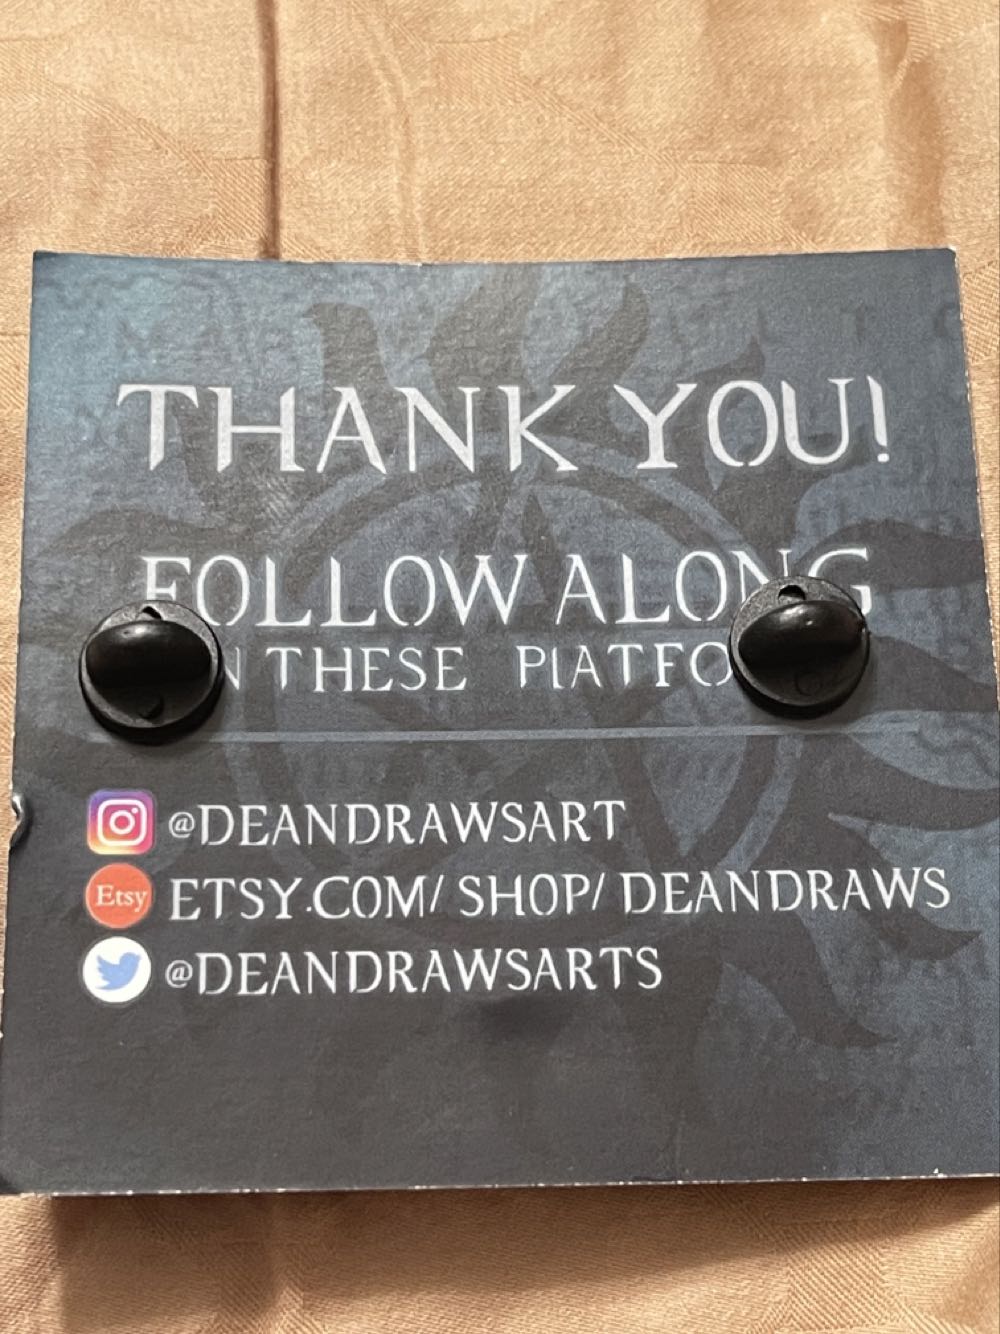 THANK YOU!
FOLLOW ALONG
THESE
@DEANDRAWSART
Etsy ETSY.COM/ SHOP/ DEANDRAWS
@DEANDRAWSARTS